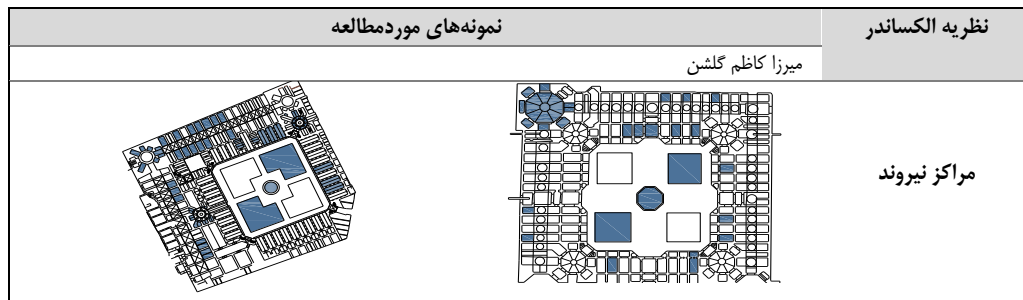 نظریه الکساندر
نمونه‌های موردمطالعه
میرزا کاظم گلشن
مراکز نیروند